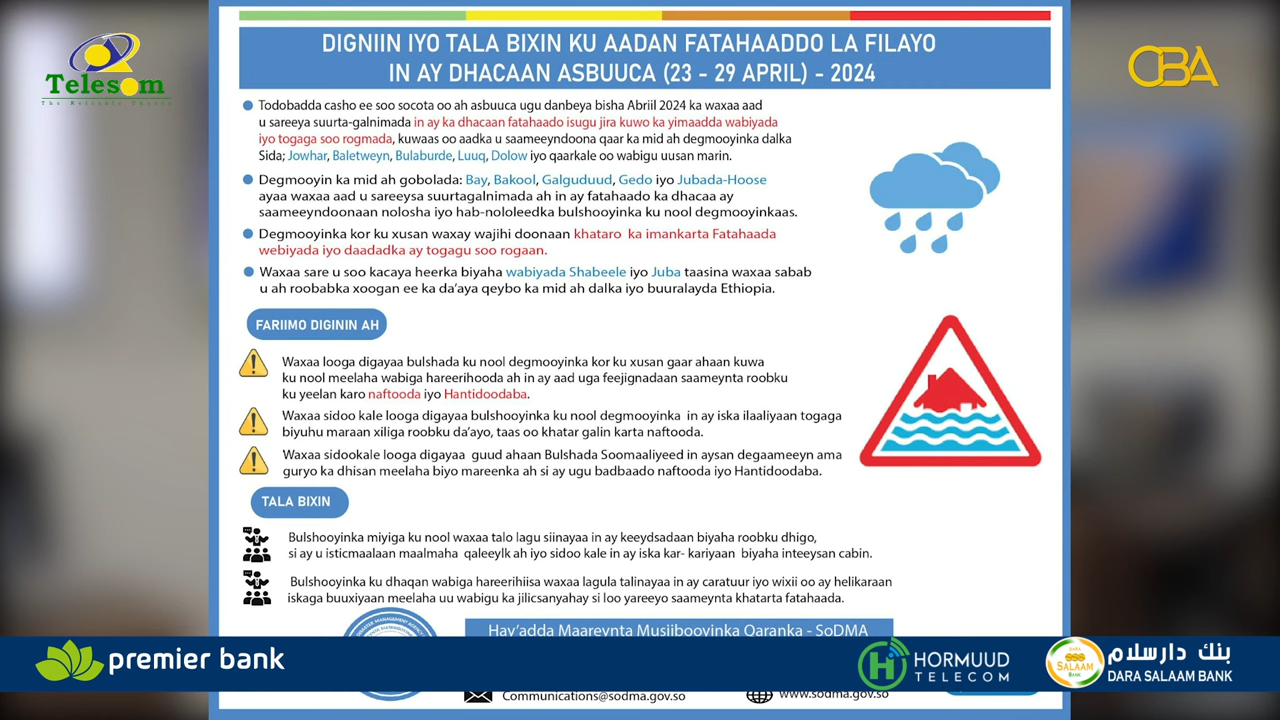 Telesom
The Reliable Choice
CBA
DIGNIIN IYO TALA BIXIN KU AADAN FATAHAADDO LA FILAYO
IN AY DHACAAN ASBUUCA (23 - 29 APRIL) - 2024
Todobadda casho ee soo socota oo ah asbuuca ugu danbeya bisha Abriil 2024 ka waxaa aad
u sareeya suurta-galnimada in ay ka dhacaan fatahaado isugu jira kuwo ka yimaadda wabiyada
iyo togaga soo rogmada, kuwaas oo aadka u saameeyndoona qaar ka mid ah degmooyinka dalka
Sida; Jowhar, Baletweyn, Bulaburde, Luuq, Dolow iyo qaarkale oo wabigu uusan marin.
Degmooyin ka mid ah gobolada: Bay, Bakool, Galguduud, Gedo iyo Jubada-Hoose
ayaa waxaa aad u sareeysa suurtagalnimada ah in ay fatahaado ka dhacaa ay
saameeyndoonaan nolosha iyo hab-nololeedka bulshooyinka ku nool degmooyinkaas.
Degmooyinka kor ku xusan waxay wajihi doonaan khataro ka imankarta Fatahaada
webiyada iyo daadadka ay togagu soo rogaan.
Waxaa sare u soo kacaya heerka biyaha wabiyada Shabeele iyo Juba taasina waxaa sabab
u ah roobabka xoogan ee ka da'aya qeybo ka mid ah dalka iyo buuralayda Ethiopia.
FARIIMO DIGININ AH
Waxaa looga digayaa bulshada ku nool degmooyinka kor ku xusan gaar ahaan kuwa
ku nool meelaha wabiga hareerihooda ah in ay aad uga feejignadaan saameynta roobku
ku yeelan karo naftooda iyo Hantidoodaba.
Waxaa sidoo kale looga digayaa bulshooyinka ku nool degmooyinka in ay iska ilaaliyaan togaga
biyuhu maraan xiliga roobku da'ayo, taas oo khatar galin karta naftooda.
Waxaa sidookale looga digayaa guud ahaan Bulshada Soomaaliyeed in aysan degaameeyn ama
guryo ka dhisan meelaha biyo mareenka ah si ay ugu badbaado naftooda iyo Hantidoodaba.
TALA BIXIN
Bulshooyinka miyiga ku nool waxaa talo lagu siinayaa in ay keeydsadaan biyaha roobku dhigo,
si ay u isticmaalaan maalmaha qaleeylk ah iyo sidoo kale in ay iska kar- kariyaan biyaha inteeysan cabin.
Bulshooyinka ku dhaqan wabiga hareerihiisa waxaa lagula talinayaa in ay caratuur iyo wixii oo ay helikaraan
iskaga buuxiyaan meelaha uu wabigu ka jilicsanyahay si loo yareeyo saameynta khatarta fatahaada.
Hay'adda Maareynta Musiibooyinka Qaranka - SoDMA
Communications@sodma.gov.so
www.sodma.gov.so
premier bank
HORMUUD
TELECOM
DARA
SALAAM
BANK
بنك دارسلام
DARA SALAAM BANK